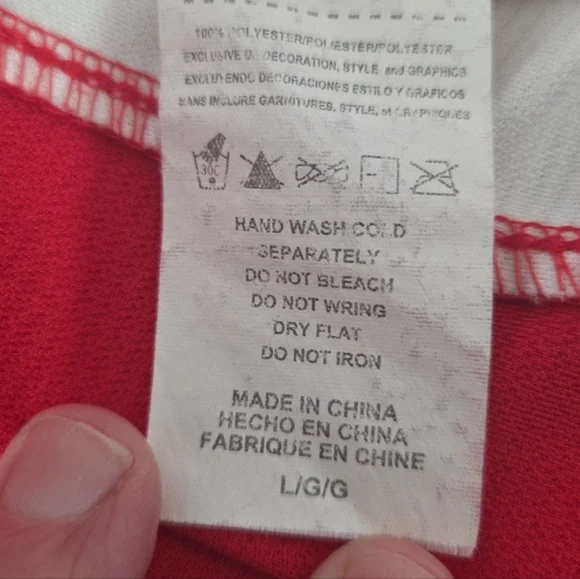 100% POLYESTER/POLYESTER/POLYESTER
EXCLUSIVE OF DECORATION, STYLE and GRAPHICS
EXCLUYENDO DECORACIONES ESTILO Y GRAFICOS
SANS INCLURE GARNITURES, STYLE, et GRAPHIQUES
30C
HAND WASH COLD
SEPARATELY
DO NOT BLEACH
DO NOT WRING
DRY FLAT
DO NOT IRON
MADE IN CHINA
HECHO EN CHINA
FABRIQUE EN CHINE
L/G/G